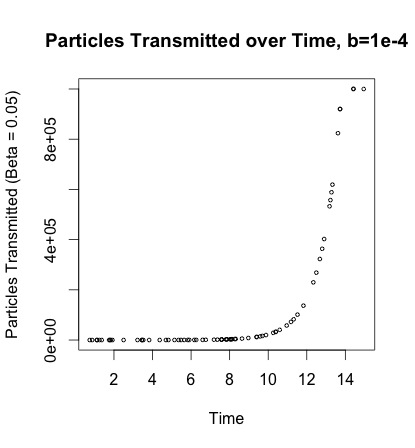 Particles Transmitted over Time, b=1e-4
Particles Transmitted (Beta = 0.05)
8e+05
4e+05
0e+00
2 4 6 8 10 12 14
Time